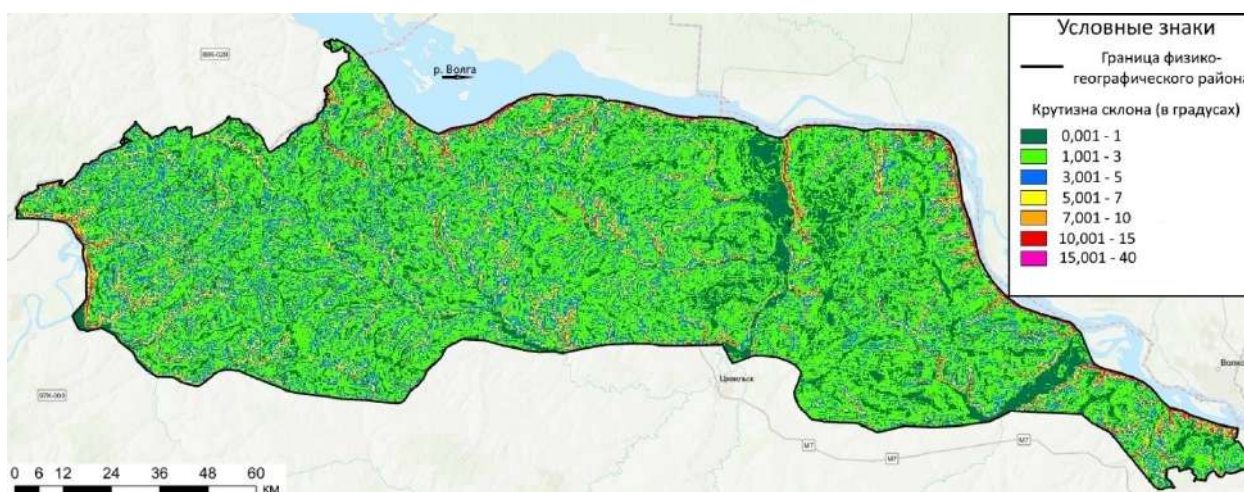 Условные знаки
Граница физико-
географического района
Крутизна склона (в градусах)
0,001 - 1
1,001 - 3
3,001 - 5
5,001 - 7
7,001 - 10
10,001 - 15
15,001 - 40
р. Волга
Цивильск
М7
М7
М7
0 6 12 24 36 48 60
КМ